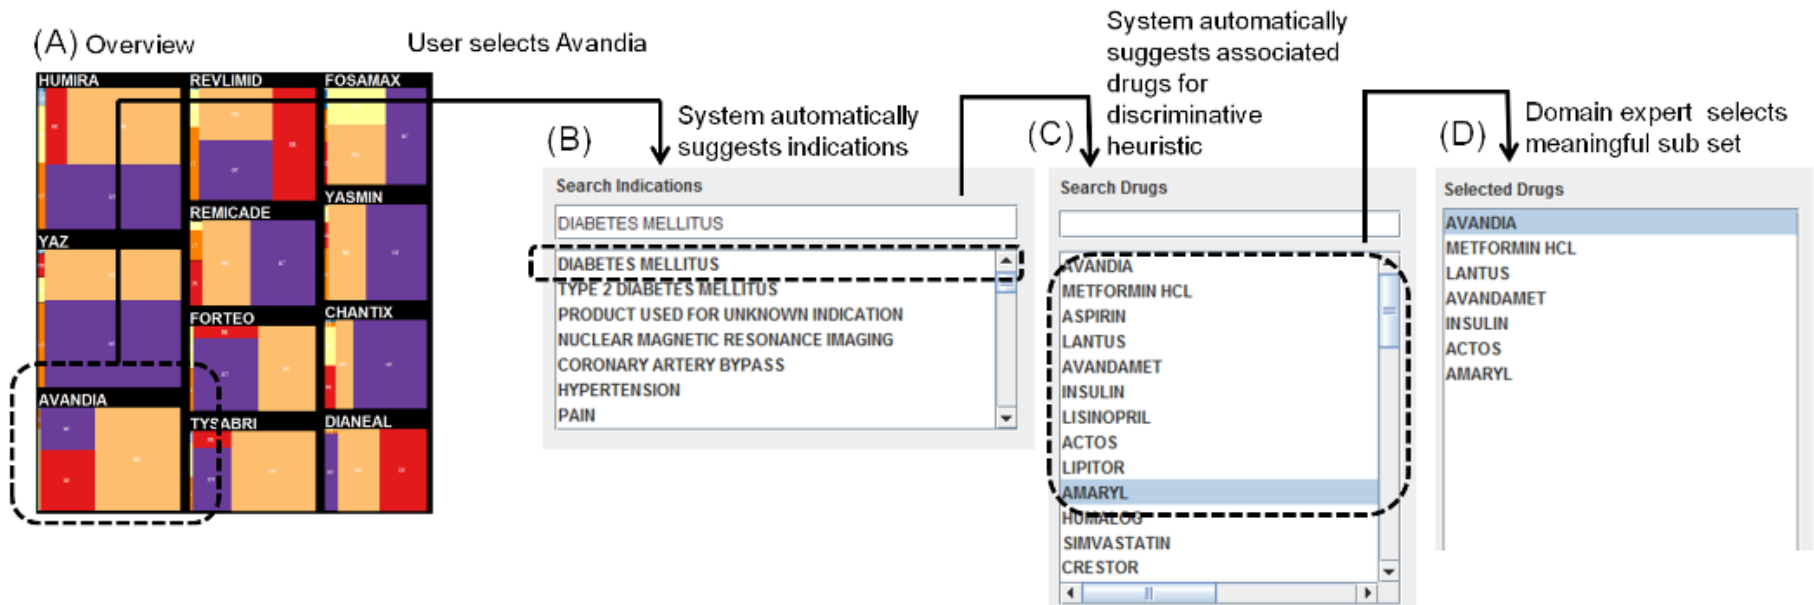 (A) Overview
User selects Avandia
HUMIRA
REVLIMID
FOSAMAX
YASMIN
REMICADE
YAZ
FORTEO
CHANTIX
AVANDIA
TYSABRI
DIANEAL
(B)
System automatically
suggests indications
Search Indications
DIABETES MELLITUS
DIABETES MELLITUS
TYPE 2 DIABETES MELLITUS
PRODUCT USED FOR UNKNOWN INDICATION
NUCLEAR MAGNETIC RESONANCE IMAGING
CORONARY ARTERY BYPASS
HYPERTENSION
PAIN
System automatically
suggests associated
drugs for
discriminative
heuristic
(C)
Search Drugs
AVANDIA
METFORMIN HCL
ASPIRIN
LANTUS
AVANDAMET
INSULIN
LISINOPRIL
ACTOS
LIPITOR
AMARYL
HUMALOG
SIMVASTATIN
CRESTOR
(D)
Domain expert selects
meaningful sub set
Selected Drugs
AVANDIA
METFORMIN HCL
LANTUS
AVANDAMET
INSULIN
ACTOS
AMARYL